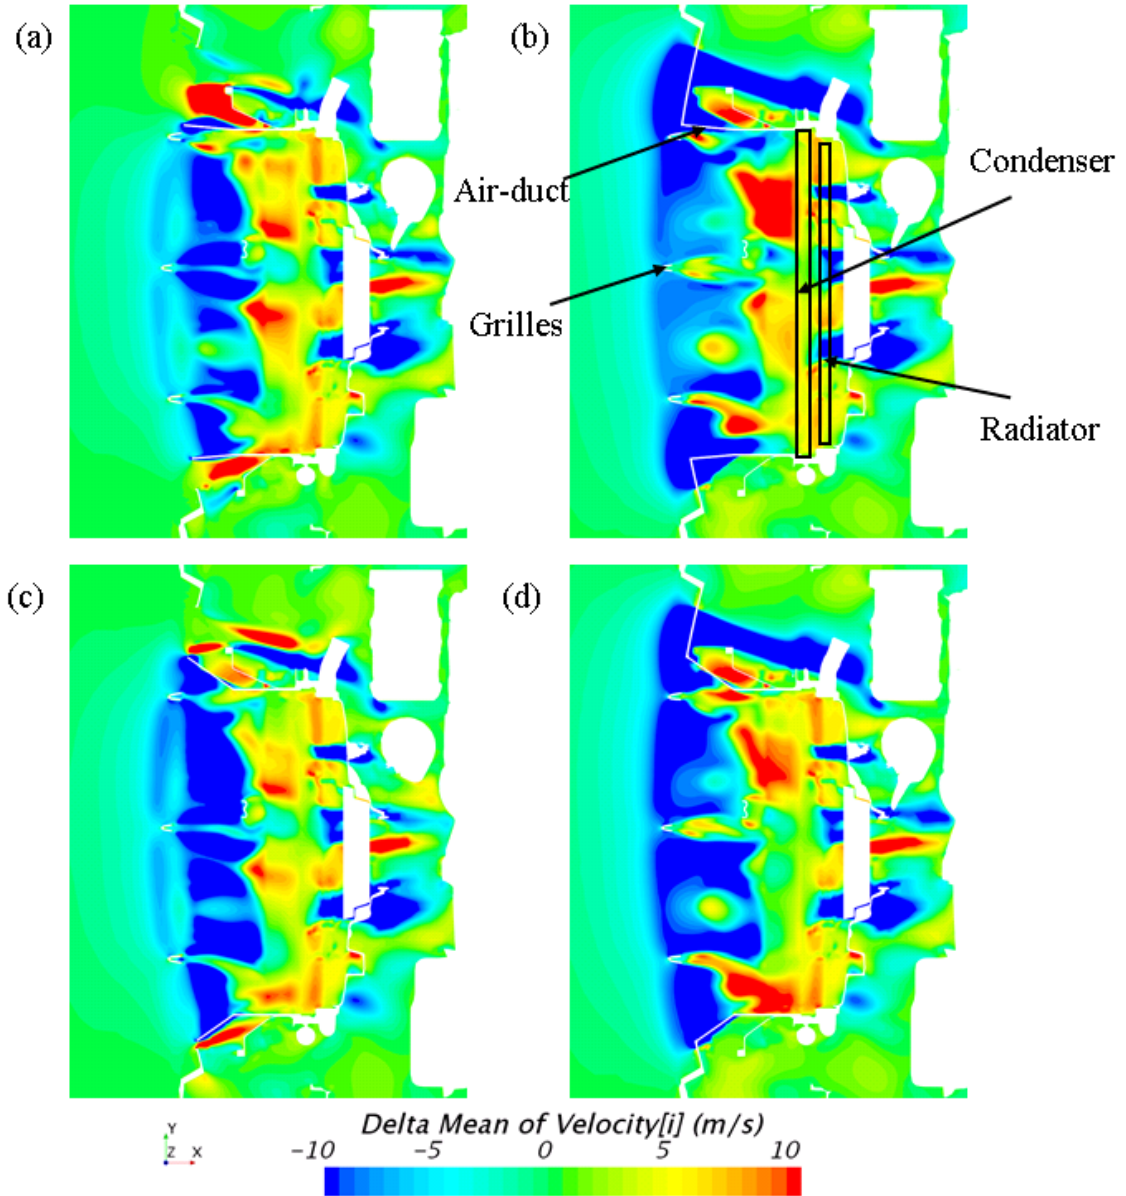 (a)
(b)
Air-duct
Condenser
Grilles
Radiator
(c)
(d)
Delta Mean of Velocity[i] (m/s)
Y
Z X
-10 -5 0 5 10